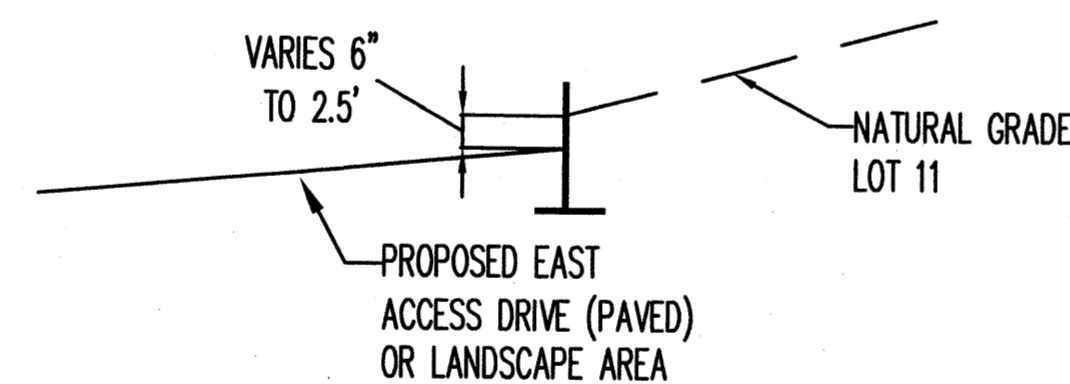 VARIES 6"
TO 2.5'
NATURAL GRADE
LOT 11
PROPOSED EAST
ACCESS DRIVE (PAVED)
OR LANDSCAPE AREA